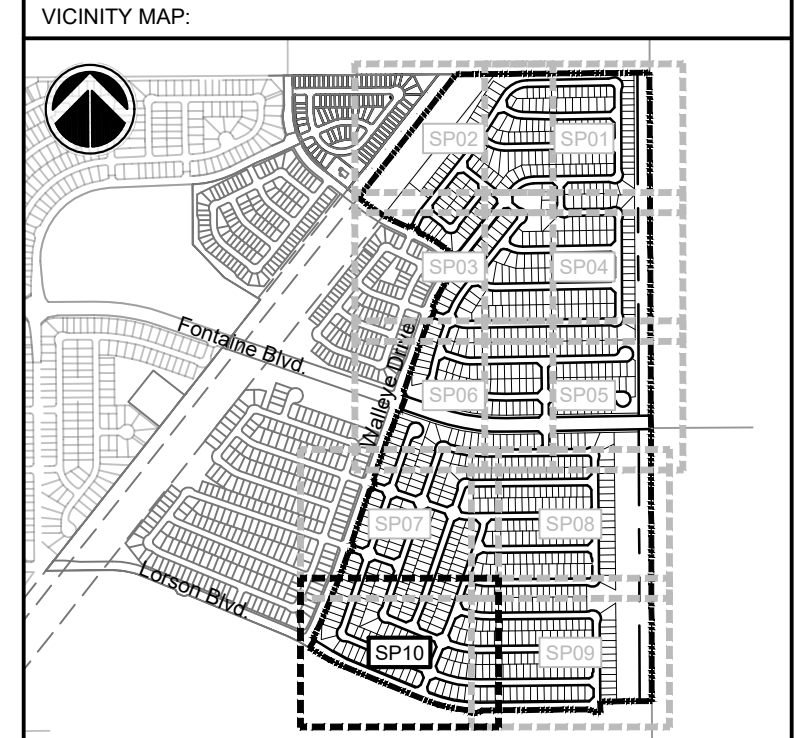 VICINITY MAP:
SP02
SP01
SP03
SP04
Fontaine Blvd.
Walleye Drive
SP06
SP05
SP07
SP08
Lorson Blvd.
SP10
SP09